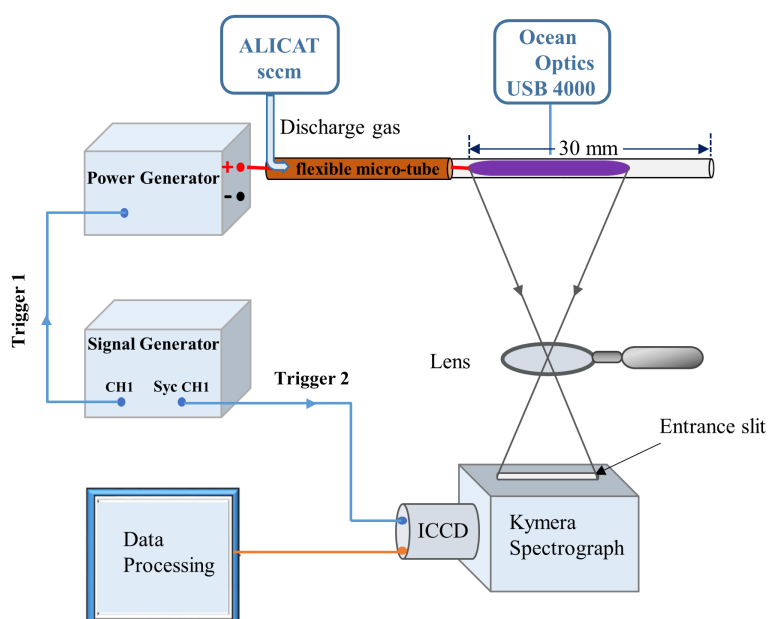 ALICAT
sccm
Ocean
Optics
USB 4000
Discharge gas
30 mm
+
Power Generator
flexible micro-tube
-
Trigger 1
Signal Generator
CH1
Syc CH1
Trigger 2
Lens
Entrance slit
ICCD
Kymera
Spectrograph
Data
Processing